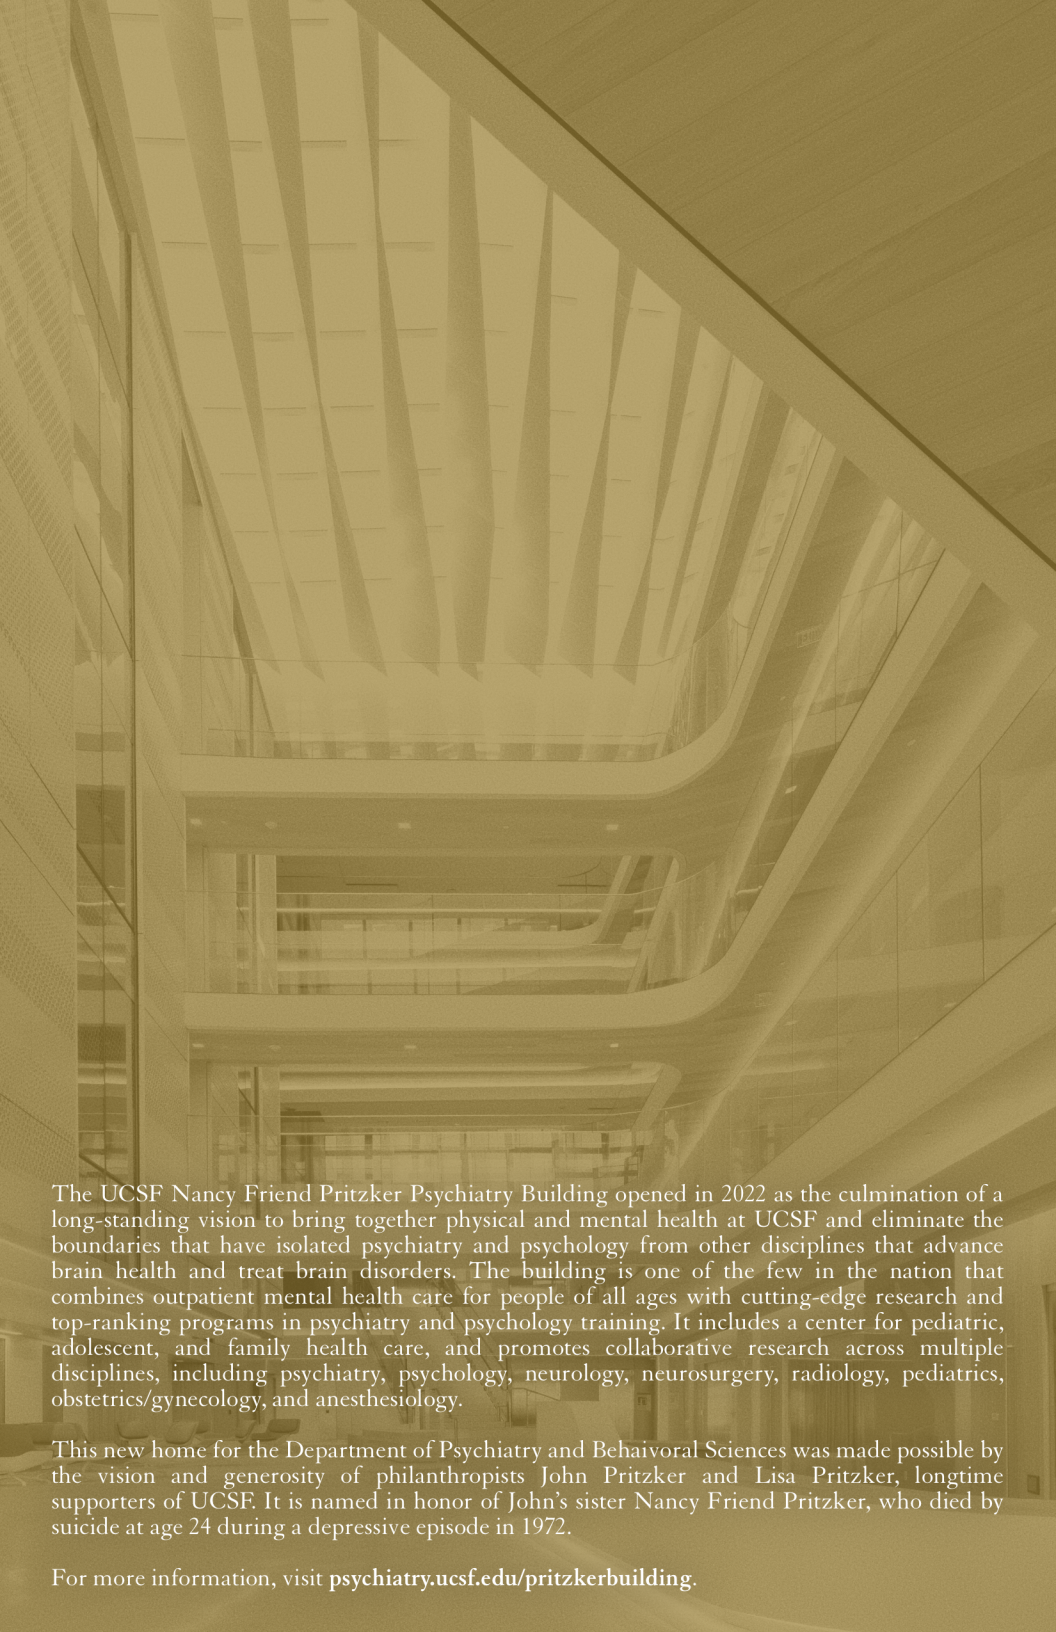 The UCSF Nancy Friend Pritzker Psychiatry Building opened in 2022 as the culmination of a
long-standing vision to bring together physical and mental health at UCSF and eliminate the
boundaries that have isolated psychiatry and psychology from other disciplines that advance
brain health and treat brain disorders. The building is one of the few in the nation that
combines outpatient mental health care for people of all ages with cutting-edge research and
top-ranking programs in psychiatry and psychology training. It includes a center for pediatric,
adolescent, and family health care, and promotes collaborative research across multiple
disciplines, including psychiatry, psychology, neurology, neurosurgery, radiology, pediatrics,
obstetrics/gynecology, and anesthesiology.
This new home for the Department of Psychiatry and Behaivoral Sciences was made possible by
the vision and generosity of philanthropists John Pritzker and Lisa Pritzker, longtime
supporters of UCSF. It is named in honor of John’s sister Nancy Friend Pritzker, who died by
suicide at age 24 during a depressive episode in 1972.
For more information, visit psychiatry.ucsf.edu/pritzkerbuilding.